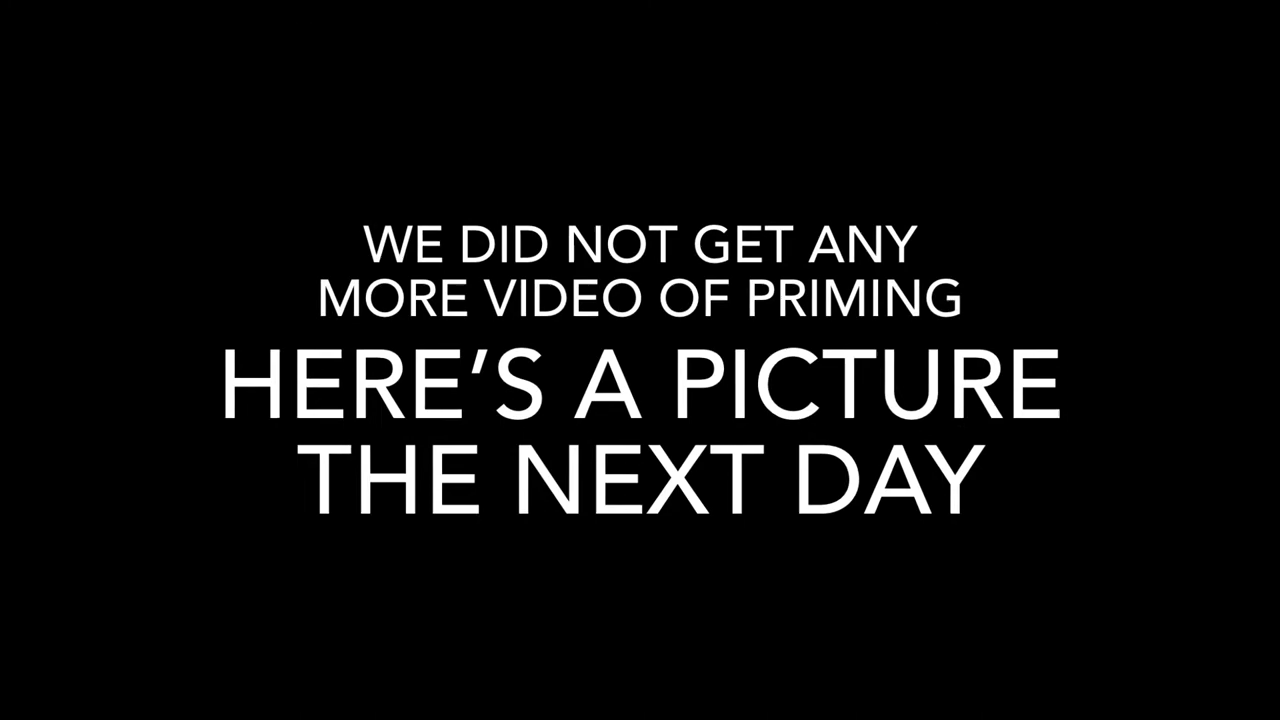 WE DID NOT GET ANY
MORE VIDEO OF PRIMING
HERE’S A PICTURE
THE NEXT DAY